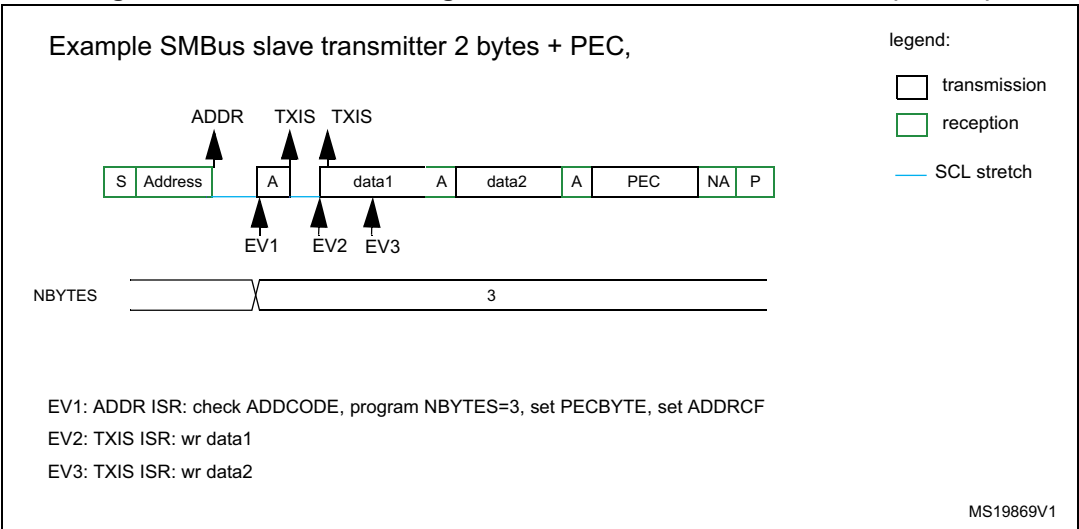 Example SMBus slave transmitter 2 bytes + PEC,
legend:
transmission
reception
SCL stretch
ADDR TXIS TXIS
S Address A data1 A data2 A PEC NA P
EV1 EV2 EV3
NBYTES 3
EV1: ADDR ISR: check ADDCODE, program NBYTES=3, set PECBYTE, set ADDRCF
EV2: TXIS ISR: wr data1
EV3: TXIS ISR: wr data2
MS19869V1